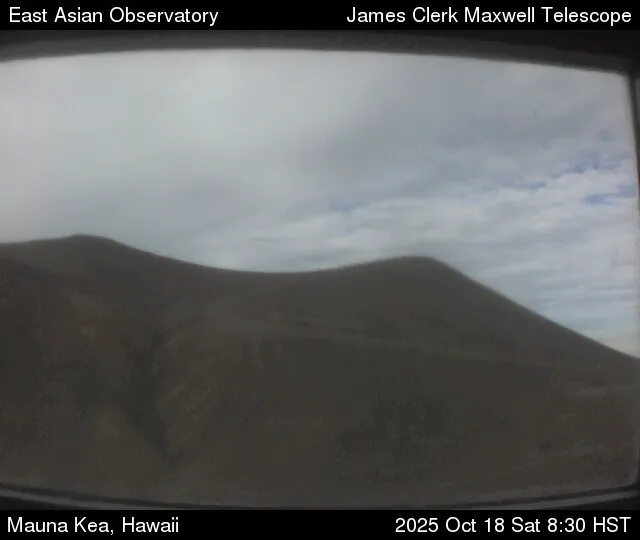 East Asian Observatory
James Clerk Maxwell Telescope
Mauna Kea, Hawaii
2025 Oct 18 Sat 8:30 HST